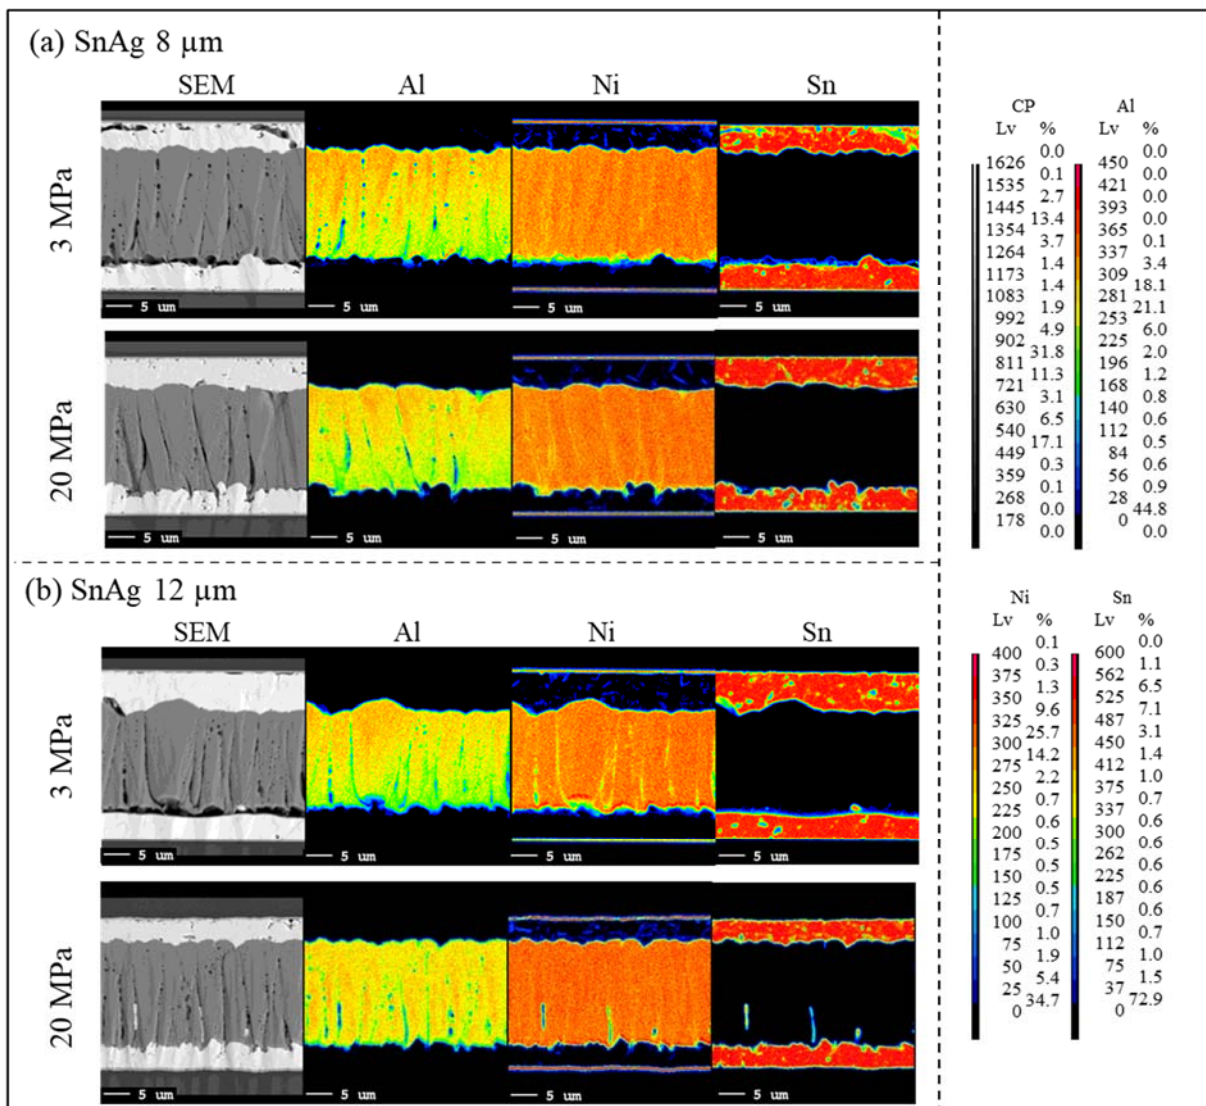 (a) SnAg 8 µm
SEM Al Ni Sn
3 MPa
5 um 5 um 5 um 5 um
20 MPa
5 um 5 um 5 um 5 um
(b) SnAg 12 µm
SEM Al Ni Sn
3 MPa
5 um 5 um 5 um 5 um
20 MPa
5 um 5 um 5 um 5 um
CP Al
Lv % Lv %
0.0 0.0
1626 0.1 450 0.0
1535 2.7 421 0.0
1445 13.4 393 0.0
1354 3.7 365 0.1
1264 1.4 337 3.4
1173 1.4 309 18.1
1083 1.9 281 21.1
992 4.9 253 6.0
902 31.8 225 2.0
811 11.3 196 1.2
721 3.1 168 0.8
630 6.5 140 0.6
540 17.1 112 0.5
449 0.3 84 0.6
359 0.1 56 0.9
268 0.0 28 44.8
178 0.0 0 0.0
Ni Sn
Lv % Lv %
0.1 0.0
400 0.3 600 1.1
375 1.3 562 6.5
350 9.6 525 7.1
325 25.7 487 3.1
300 14.2 450 1.4
275 2.2 412 1.0
250 0.7 375 0.7
225 0.6 337 0.6
200 0.5 300 0.6
175 0.5 262 0.6
150 0.7 225 0.6
125 1.0 187 0.6
100 1.9 150 0.7
75 5.4 112 1.0
50 34.7 75 1.5
25 37 72.9
0 0